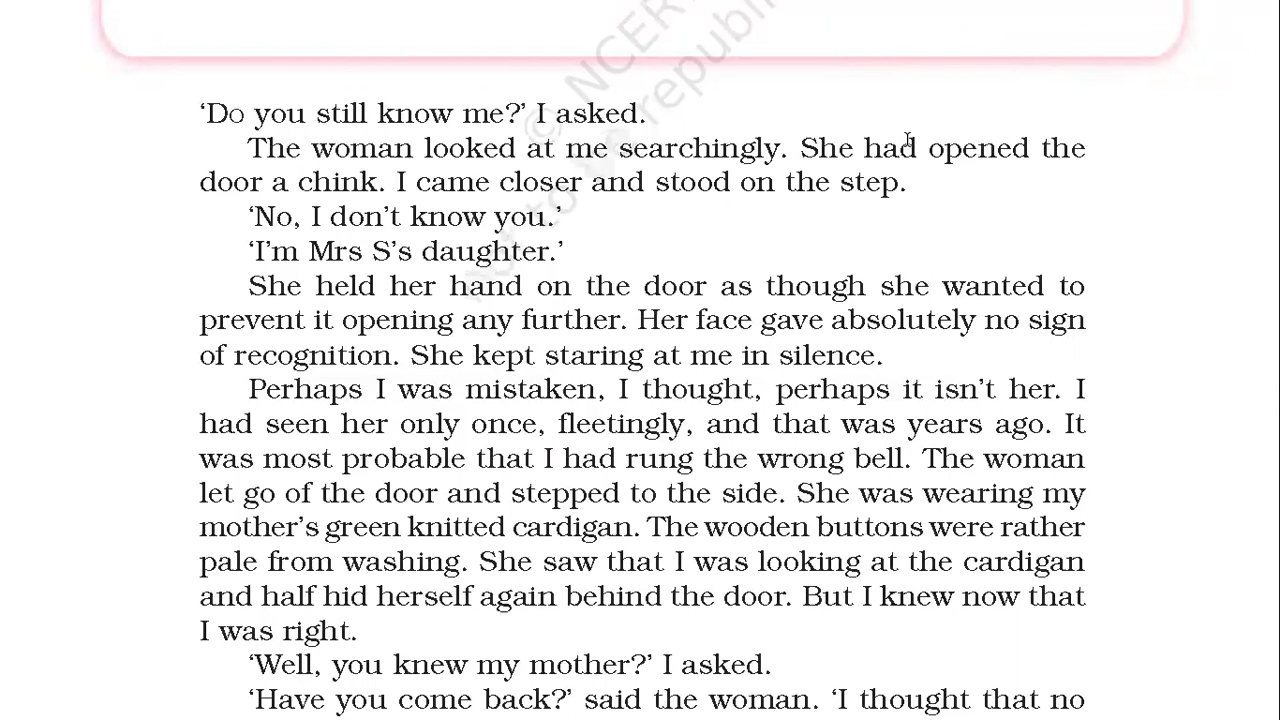 © NCERT
not to be republi
‘Do you still know me?’ I asked.
The woman looked at me searchingly. She had opened the
door a chink. I came closer and stood on the step.
‘No, I don’t know you.’
‘I’m Mrs S’s daughter.’
She held her hand on the door as though she wanted to
prevent it opening any further. Her face gave absolutely no sign
of recognition. She kept staring at me in silence.
Perhaps I was mistaken, I thought, perhaps it isn’t her. I
had seen her only once, fleetingly, and that was years ago. It
was most probable that I had rung the wrong bell. The woman
let go of the door and stepped to the side. She was wearing my
mother’s green knitted cardigan. The wooden buttons were rather
pale from washing. She saw that I was looking at the cardigan
and half hid herself again behind the door. But I knew now that
I was right.
‘Well, you knew my mother?’ I asked.
‘Have you come back?’ said the woman. ‘I thought that no